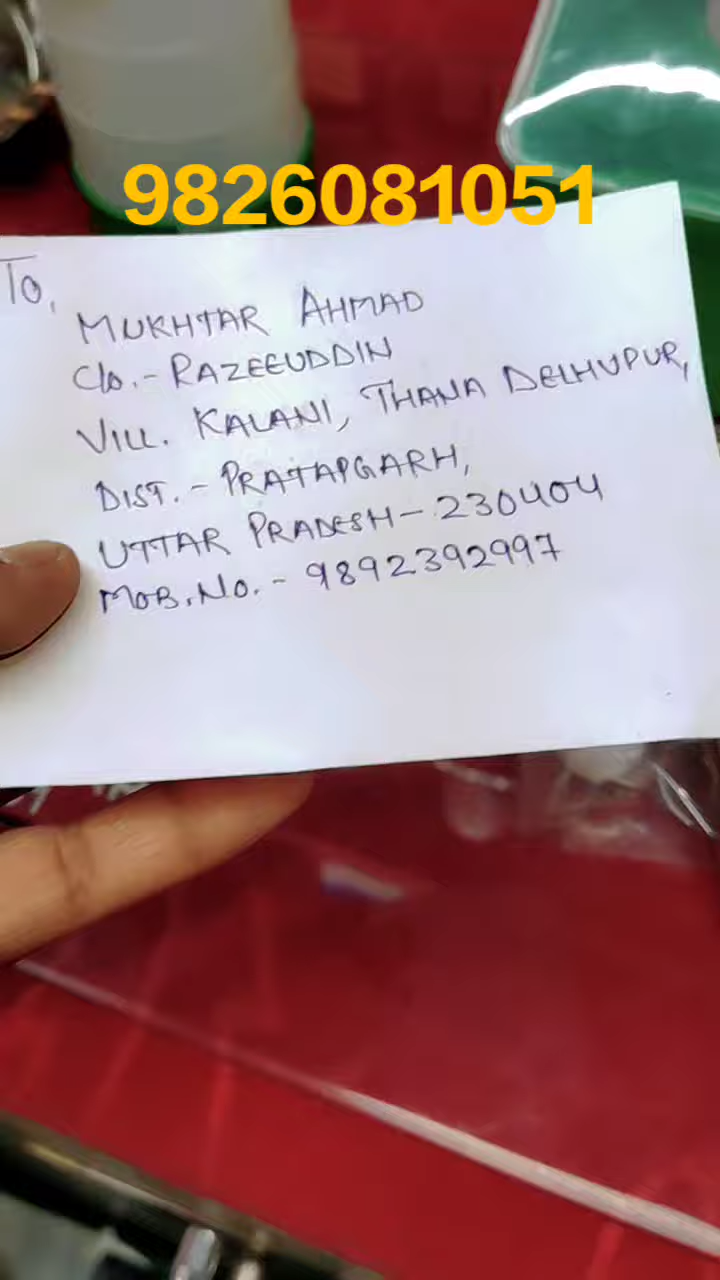 9826081051
To,
MUKHTAR AHMAD
C/o.- RAZEEUDDIN
VILL. KALANI, THANA DELHUPUR,
DIST.- PRATAPGARH,
UTTAR PRADESH- 230404
MOB.NO.- 9892392997